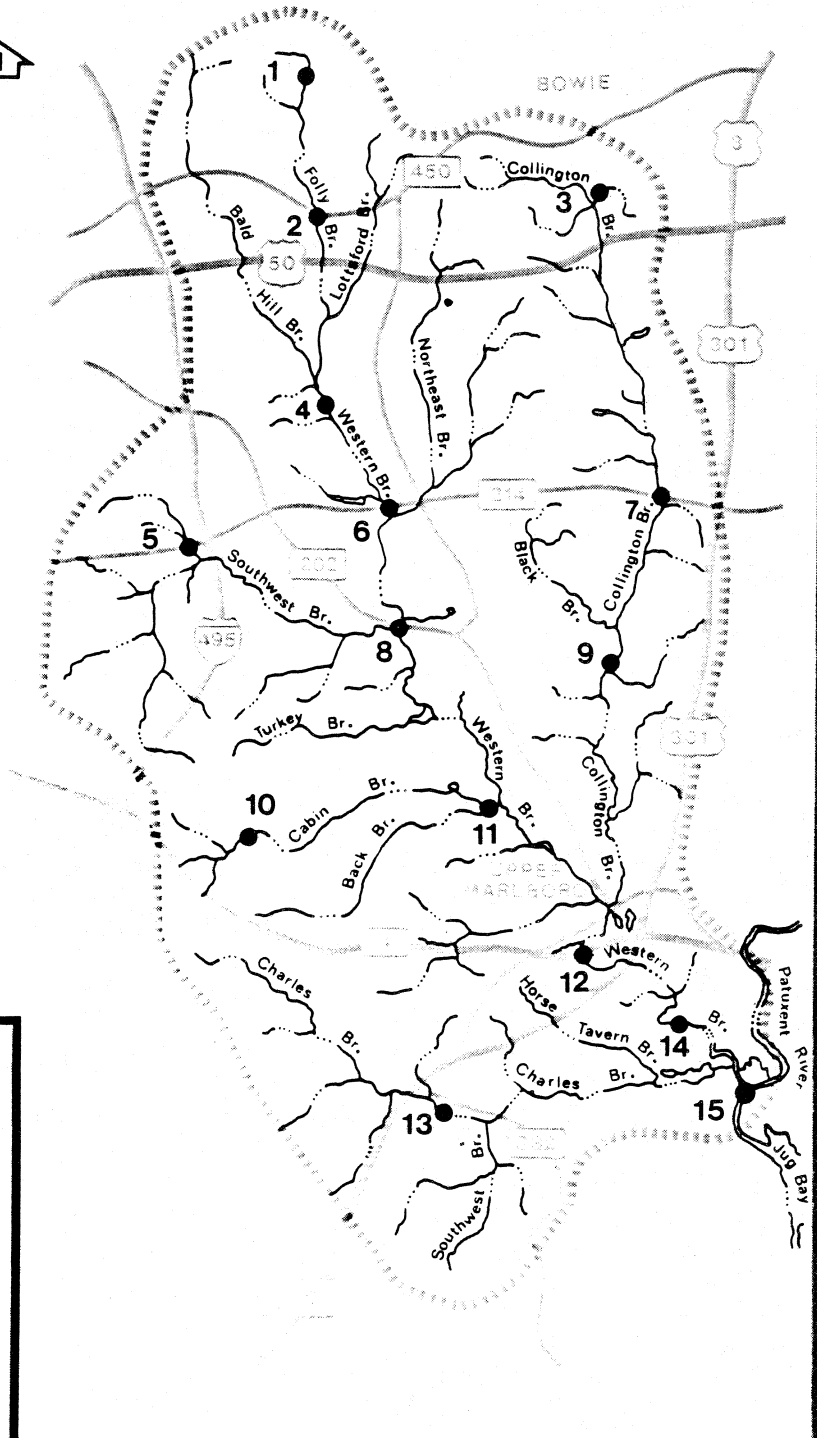 1
BOWIE
3
450
Collington
3
Br.
Folly
Br.
2
Bald
Hill Br.
Lottsford Br.
50
301
Northeast Br.
4
Western Br.
214
7
6
5
Southwest Br.
202
Black
Br.
Collington Br.
495
8
9
Turkey Br.
Western
Br.
301
Collington
Br.
10
Cabin Br.
11
Back Br.
UPPER
MARLBORO
12
Western
Br.
Charles
Br.
Horse
Tavern Br.
14
Patuxent
River
Charles Br.
15
13
Br.
Southwest
Jug Bay